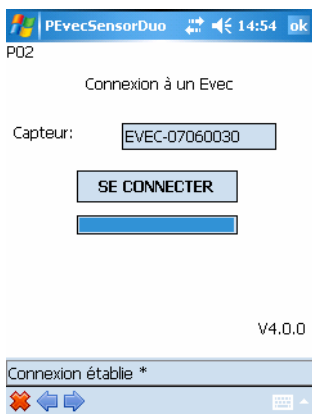 PEvecSensorDuo 14:54 ok
P02
Connexion à un Evec
Capteur: EVEC-07060030
SE CONNECTER
V4.0.0
Connexion établie *